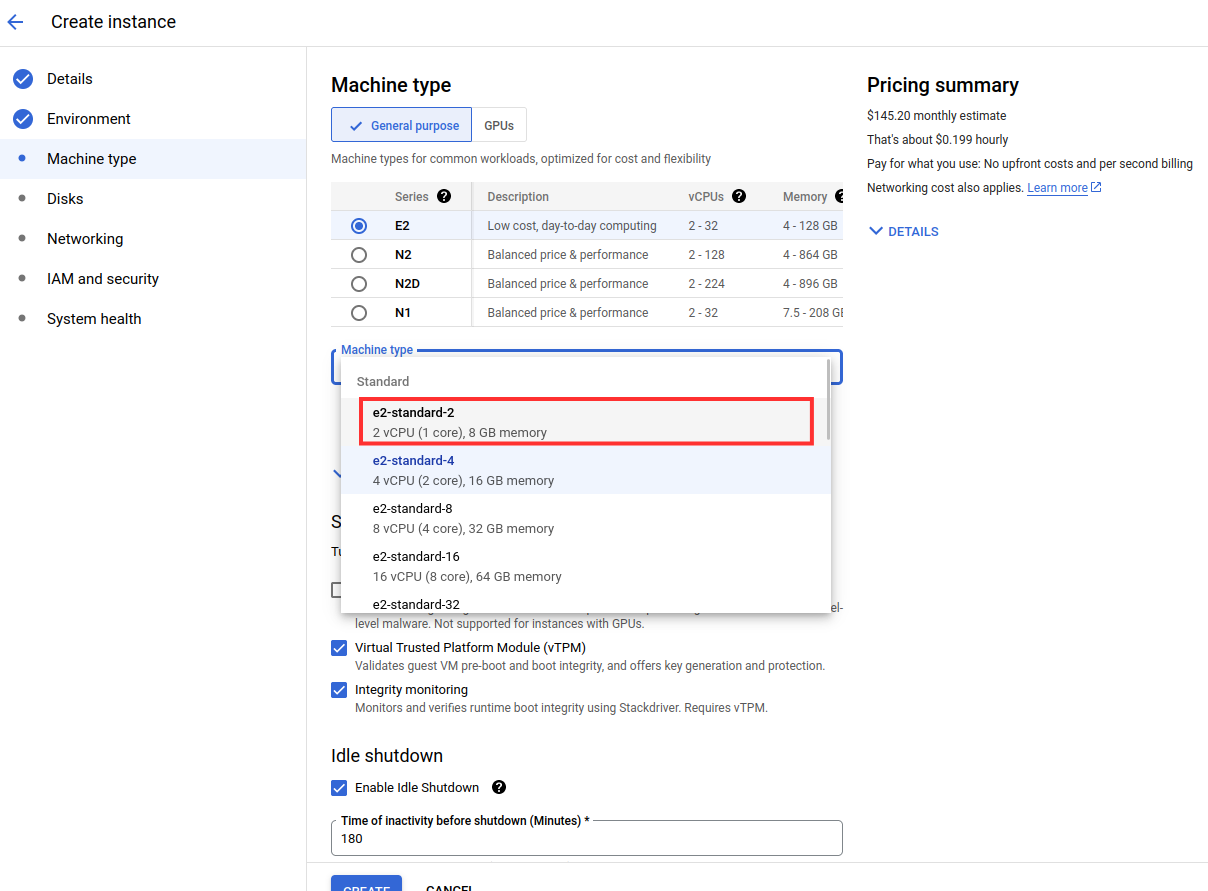 Create instance
Details
Environment
Machine type
Disks
Networking
IAM and security
System health
Machine type
General purpose GPUs
Machine types for common workloads, optimized for cost and flexibility
Series Description vCPUs Memory
E2 Low cost, day-to-day computing 2 - 32 4 - 128 GB
N2 Balanced price & performance 2 - 128 4 - 864 GB
N2D Balanced price & performance 2 - 224 4 - 896 GB
N1 Balanced price & performance 2 - 32 7.5 - 208 GB
Machine type
Standard
e2-standard-2
2 vCPU (1 core), 8 GB memory
e2-standard-4
4 vCPU (2 core), 16 GB memory
e2-standard-8
8 vCPU (4 core), 32 GB memory
e2-standard-16
16 vCPU (8 core), 64 GB memory
e2-standard-32
el-
level malware. Not supported for instances with GPUs.
Virtual Trusted Platform Module (vTPM)
Validates guest VM pre-boot and boot integrity, and offers key generation and protection.
Integrity monitoring
Monitors and verifies runtime boot integrity using Stackdriver. Requires vTPM.
Idle shutdown
Enable Idle Shutdown
Time of inactivity before shutdown (Minutes) *
180
CREATE CANCEL
Pricing summary
$145.20 monthly estimate
That's about $0.199 hourly
Pay for what you use: No upfront costs and per second billing
Networking cost also applies. Learn more
DETAILS